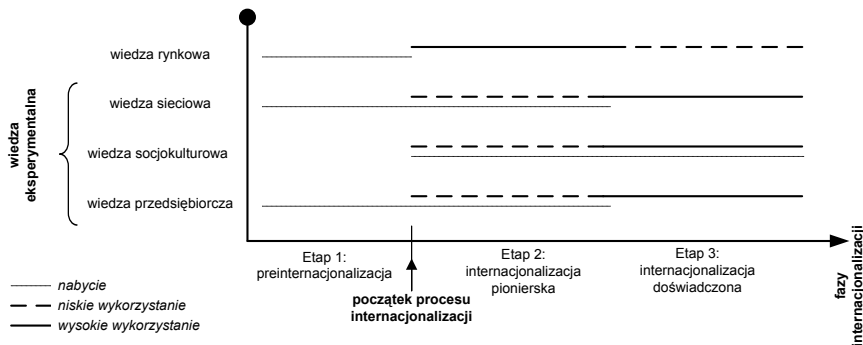 wiedza rynkowa
wiedza sieciowa
wiedza socjokulturowa
wiedza przedsiębiorcza
wiedza
eksperymentalna
Etap 1:
preinternacjonalizacja
Etap 2:
internacjonalizacja
pionierska
Etap 3:
internacjonalizacja
doświadczona
początek procesu
internacjonalizacji
fazy
internacjonalizacji
nabycie
niskie wykorzystanie
wysokie wykorzystanie